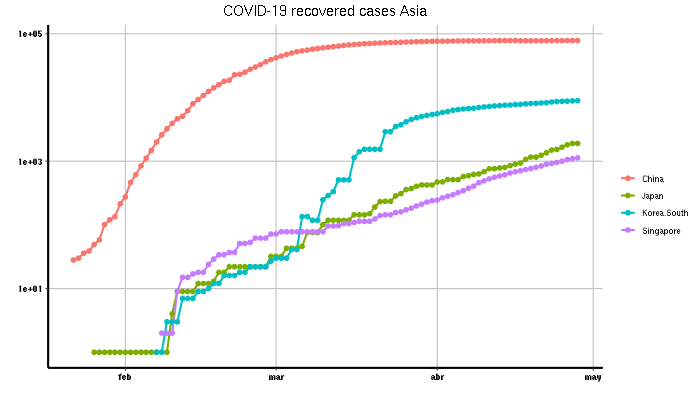 COVID-19 recovered cases Asia
1e+05
1e+03
1e+01
feb
mar
abr
may
China
Japan
Korea.South
Singapore